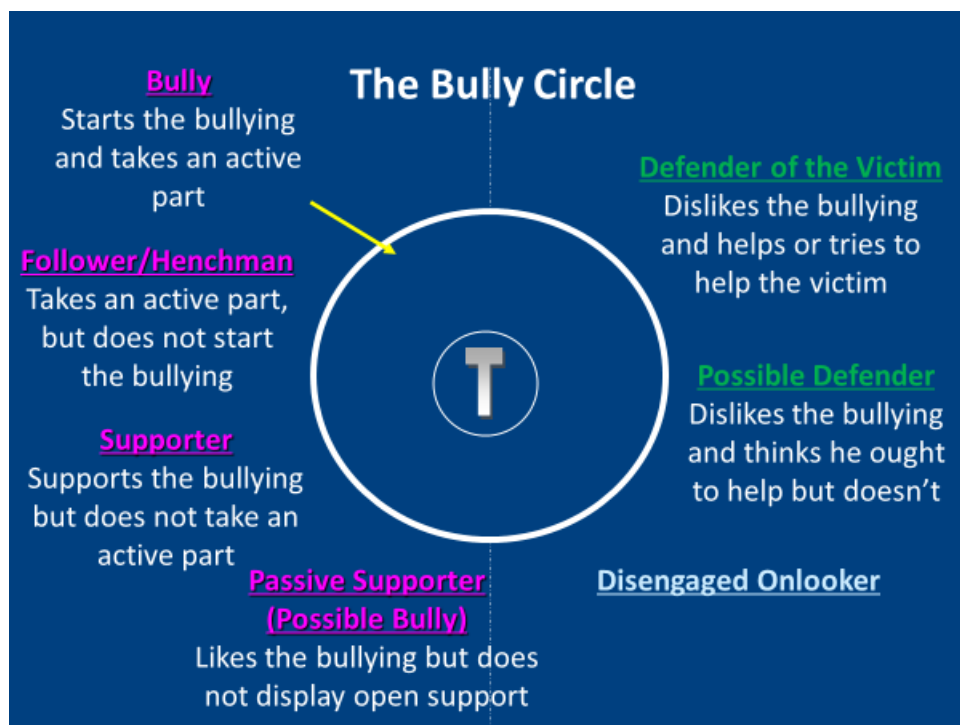 The Bully Circle
Bully
Starts the bullying
and takes an active
part
Follower/Henchman
Takes an active part,
but does not start
the bullying
Supporter
Supports the bullying
but does not take an
active part
Passive Supporter
(Possible Bully)
Likes the bullying but does
not display open support
T
Defender of the Victim
Dislikes the bullying
and helps or tries to
help the victim
Possible Defender
Dislikes the bullying
and thinks he ought
to help but doesn’t
Disengaged Onlooker